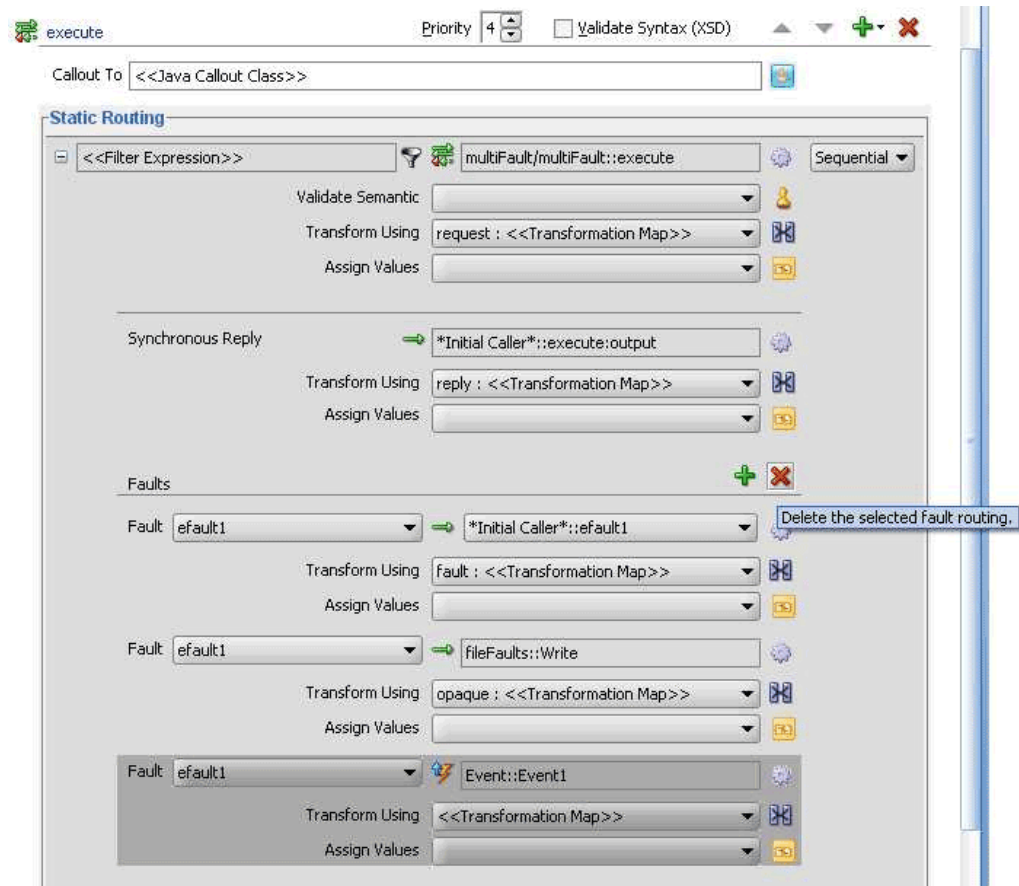 execute Priority 4 Validate Syntax (XSD)
Callout To <<Java Callout Class>>
Static Routing
<<Filter Expression>> multiFault/multiFault::execute Sequential
Validate Semantic
Transform Using request : <<Transformation Map>>
Assign Values
Synchronous Reply *Initial Caller*::execute:output
Transform Using reply : <<Transformation Map>>
Assign Values
Faults
Delete the selected fault routing.
Fault efault1 *Initial Caller*::efault1
Transform Using fault : <<Transformation Map>>
Assign Values
Fault efault1 fileFaults::Write
Transform Using opaque : <<Transformation Map>>
Assign Values
Fault efault1 Event::Event1
Transform Using <<Transformation Map>>
Assign Values